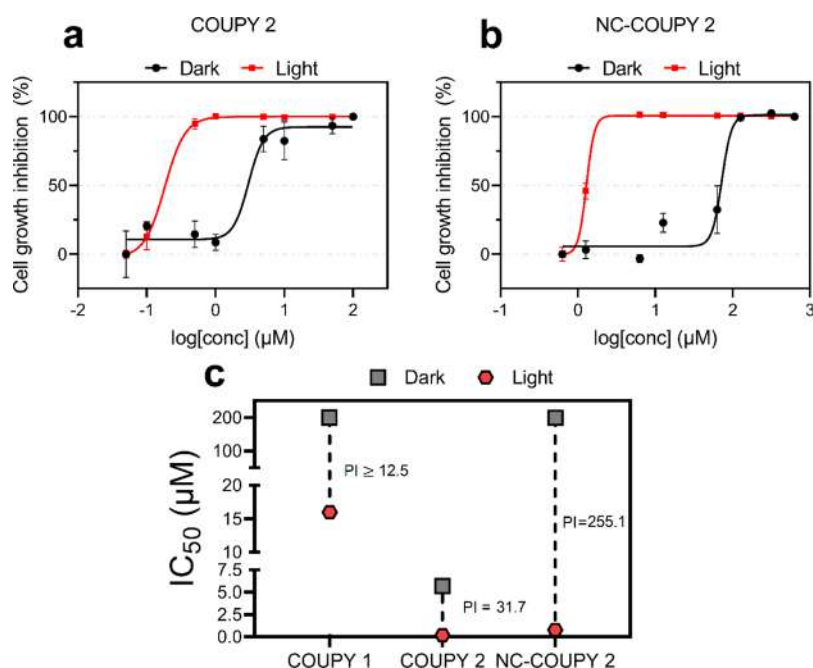 a
COUPY 2
Dark
Light
Cell growth inhibition (%)
100
50
0
-2
-1
0
1
2
3
log[conc] (µM)
b
NC-COUPY 2
Dark
Light
Cell growth inhibition (%)
100
50
0
-1
0
1
2
3
log[conc] (µM)
c
Dark
Light
IC50 (µM)
200
100
20
15
10
7.5
5.0
2.5
0.0
PI ≥ 12.5
PI = 31.7
PI=255.1
COUPY 1
COUPY 2
NC-COUPY 2